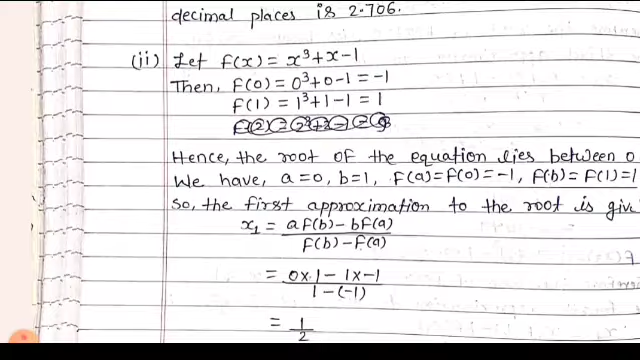 decimal places is 2.706.
(ii) Let f(x) = x³+x-1
Then, f(0) = 0³+0-1 = -1
f(1) = 1³+1-1 = 1
Hence, the root of the equation lies between 0
We have, a=0, b=1, f(a)=f(0)=-1, f(b)=f(1)=1
So, the first approximation to the root is give
x₁ = af(b) - bf(a)
f(b) - f(a)
= 0×1 - 1×-1
1-(-1)
= 1
2